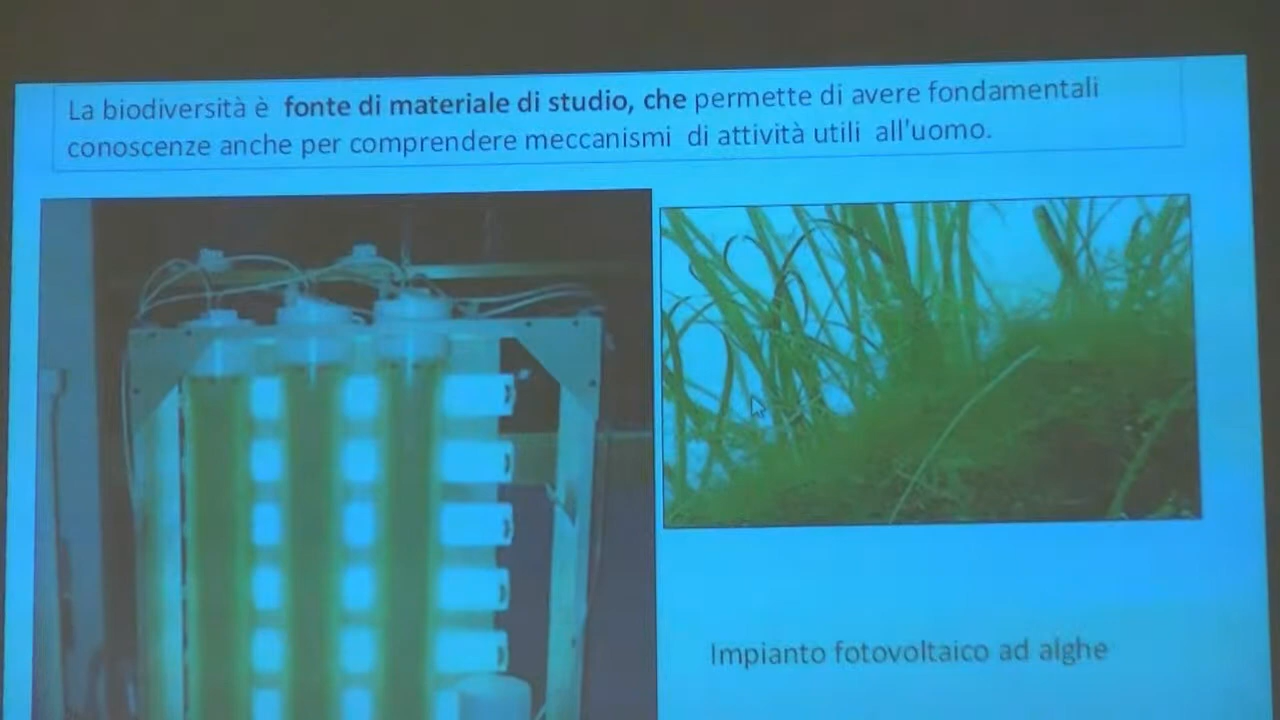 La biodiversità è fonte di materiale di studio, che permette di avere fondamentali
conoscenze anche per comprendere meccanismi di attività utili all'uomo.
Impianto fotovoltaico ad alghe